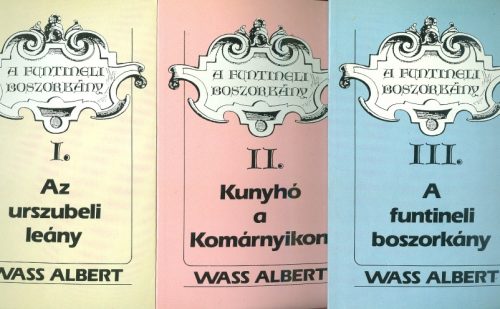 A FUNTINELI
BOSZORKÁNY
I.
Az
urszubeli
leány
WASS ALBERT
A FUNTINELI
BOSZORKÁNY
II.
Kunyhó
a
Komárnyikon
WASS ALBERT
A FUNTINELI
BOSZORKÁNY
III.
A
funtineli
boszorkány
WASS ALBERT